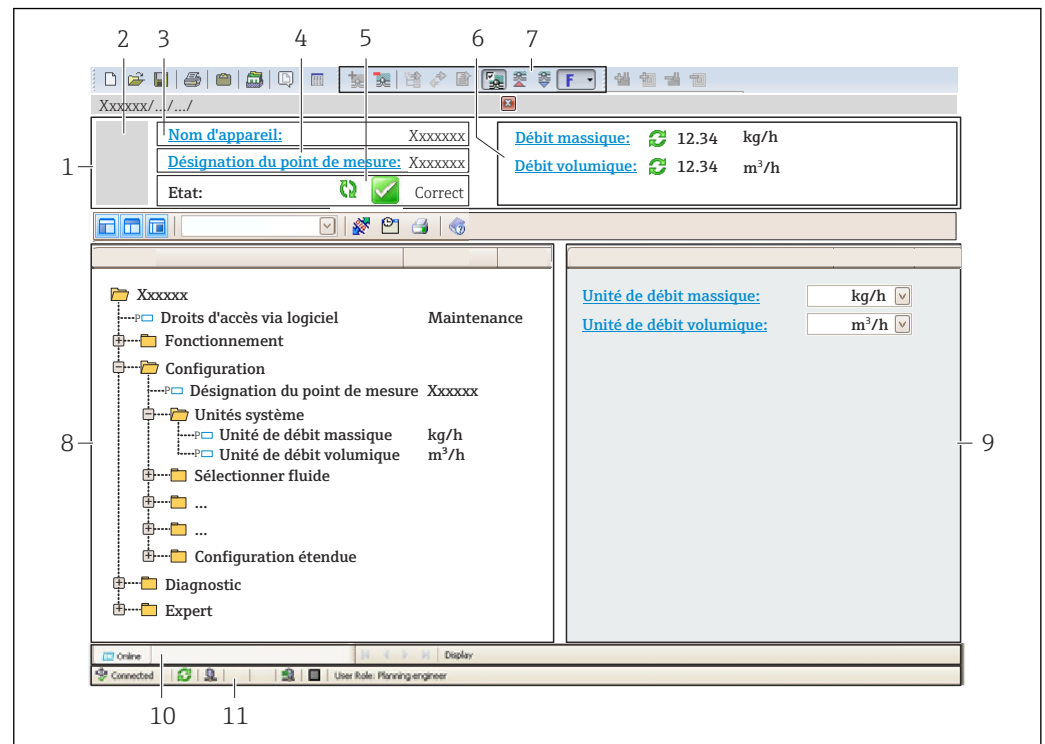 2 3 4 5 6 7
F
Xxxxxx/.../.../
1
Nom d'appareil: Xxxxxxx
Désignation du point de mesure: Xxxxxxx
Etat: Correct
Débit massique: 12.34 kg/h
Débit volumique: 12.34 m³/h
Xxxxxx
P Droits d'accès via logiciel Maintenance
Fonctionnement
Configuration
P Désignation du point de mesure Xxxxxx
Unités système
P Unité de débit massique kg/h
P Unité de débit volumique m³/h
Sélectionner fluide
...
...
Configuration étendue
Diagnostic
Expert
8
Unité de débit massique: kg/h
Unité de débit volumique: m³/h
9
Online Display
Connected User Role: Planning engineer
10 11